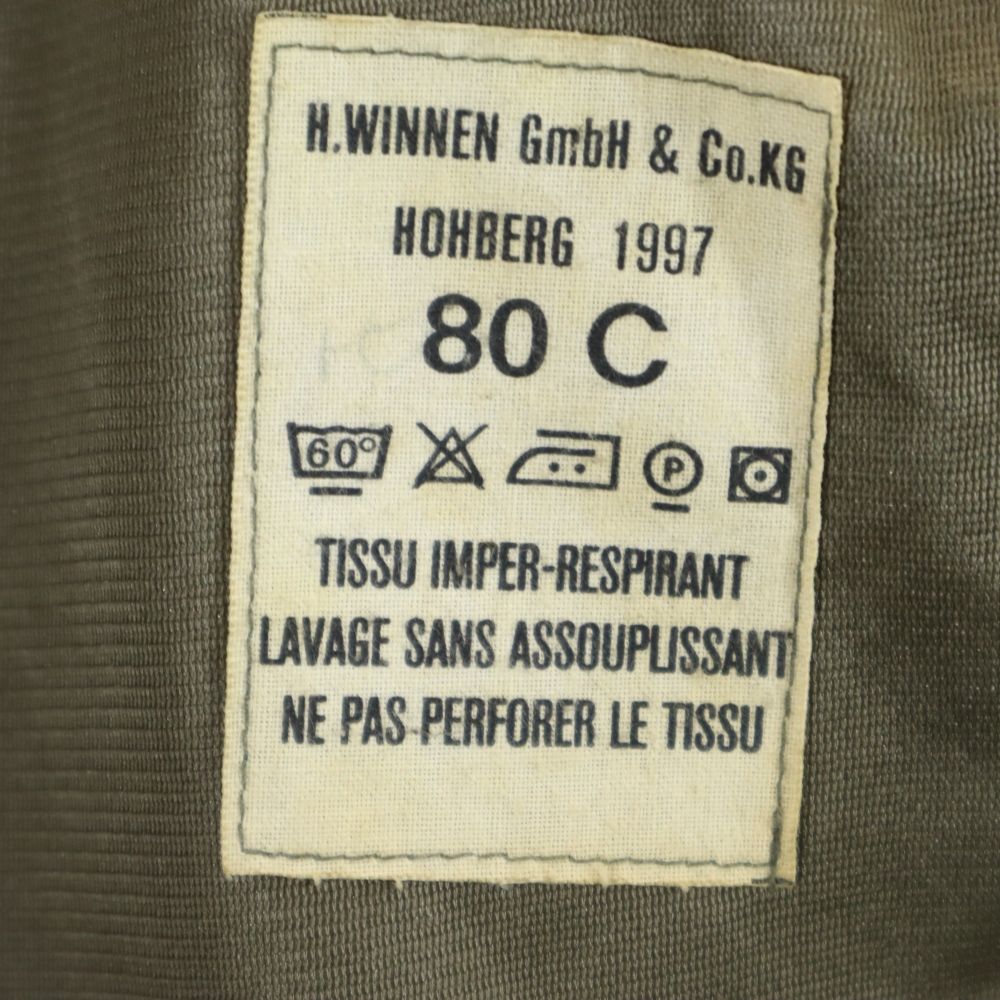 H.WINNEN GmbH & Co.KG
HOHBERG 1997
80 C
60° P
TISSU IMPER-RESPIRANT
LAVAGE SANS ASSOUPLISSANT
NE PAS PERFORER LE TISSU